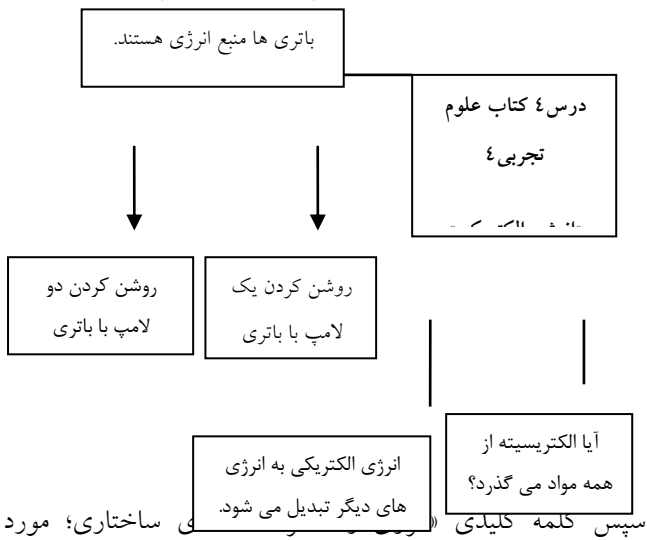 باتری ها منبع انرژی هستند.
درس٤ کتاب علوم
تجربی٤
روشن کردن یک
لامپ با باتری
روشن کردن دو
لامپ با باتری
آیا الکتریسیته از
همه مواد می گذرد؟
انرژی الکتریکی به انرژی
های دیگر تبدیل می شود.
سپس کلمه کلیدی ساختاری؛ مورد